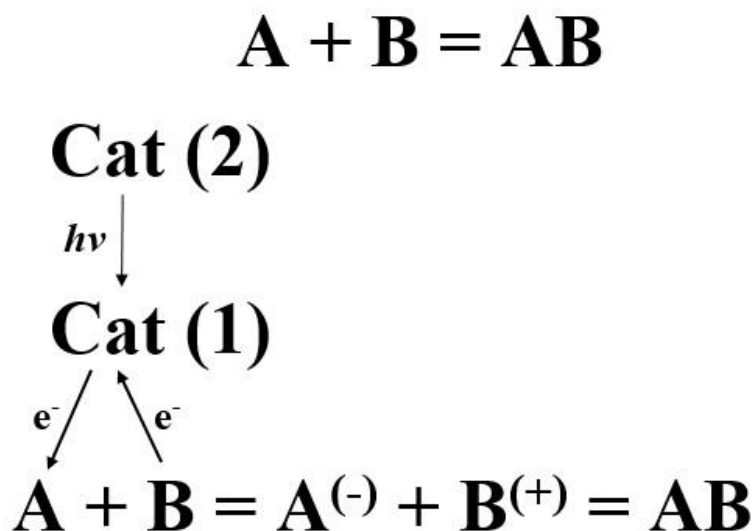 A + B = AB
Cat (2)
hν
Cat (1)
e⁻ e⁻
A + B = A⁽⁻⁾ + B⁽⁺⁾ = AB